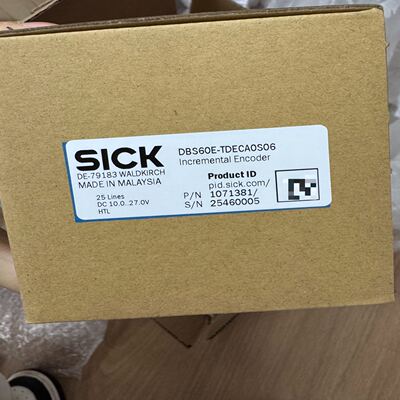 SICK
DE-79183 WALDKIRCH
MADE IN MALAYSIA
25 Lines
DC 10.0..27.0V
HTL
DBS60E-TDECA0S06
Incremental Encoder
Product ID
pid.sick.com/
P/N 1071381/
S/N 25460005